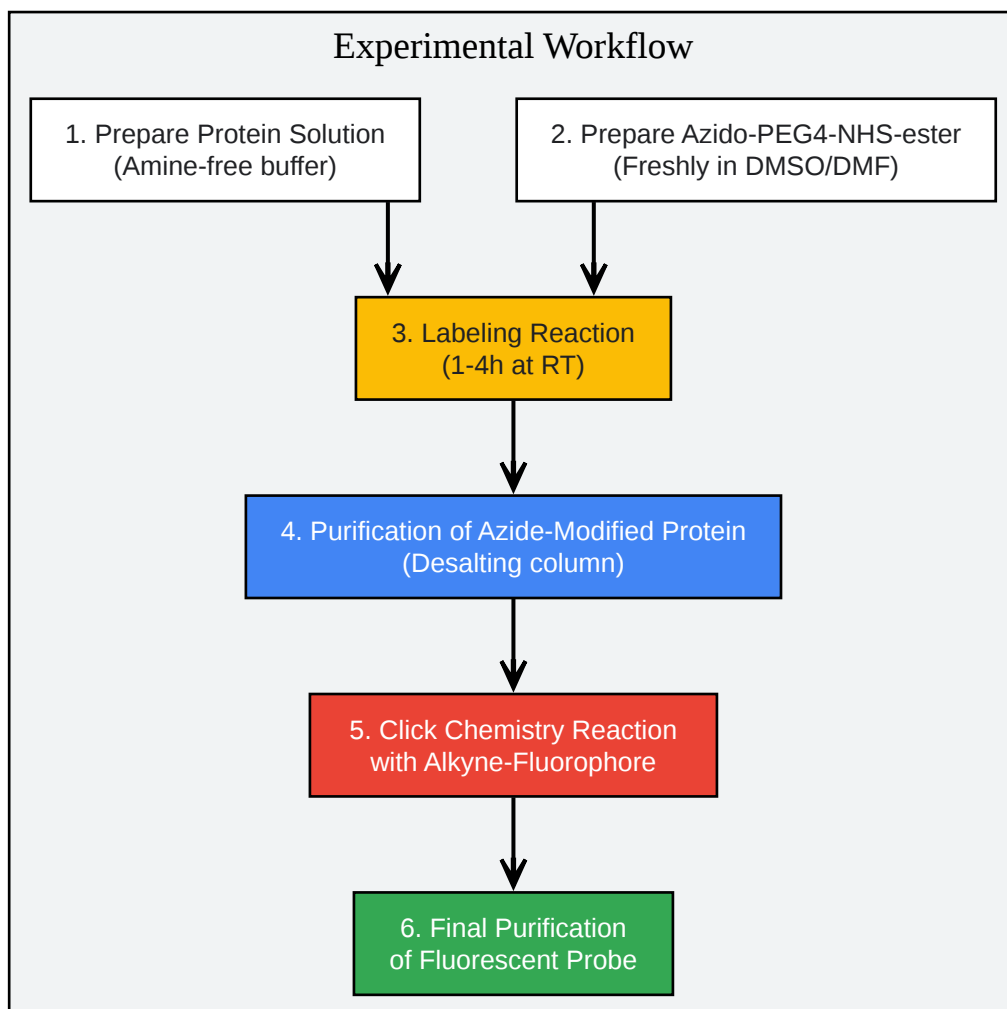 Experimental Workflow
1. Prepare Protein Solution
(Amine-free buffer)
2. Prepare Azido-PEG4-NHS-ester
(Freshly in DMSO/DMF)
3. Labeling Reaction
(1-4h at RT)
4. Purification of Azide-Modified Protein
(Desalting column)
5. Click Chemistry Reaction
with Alkyne-Fluorophore
6. Final Purification
of Fluorescent Probe